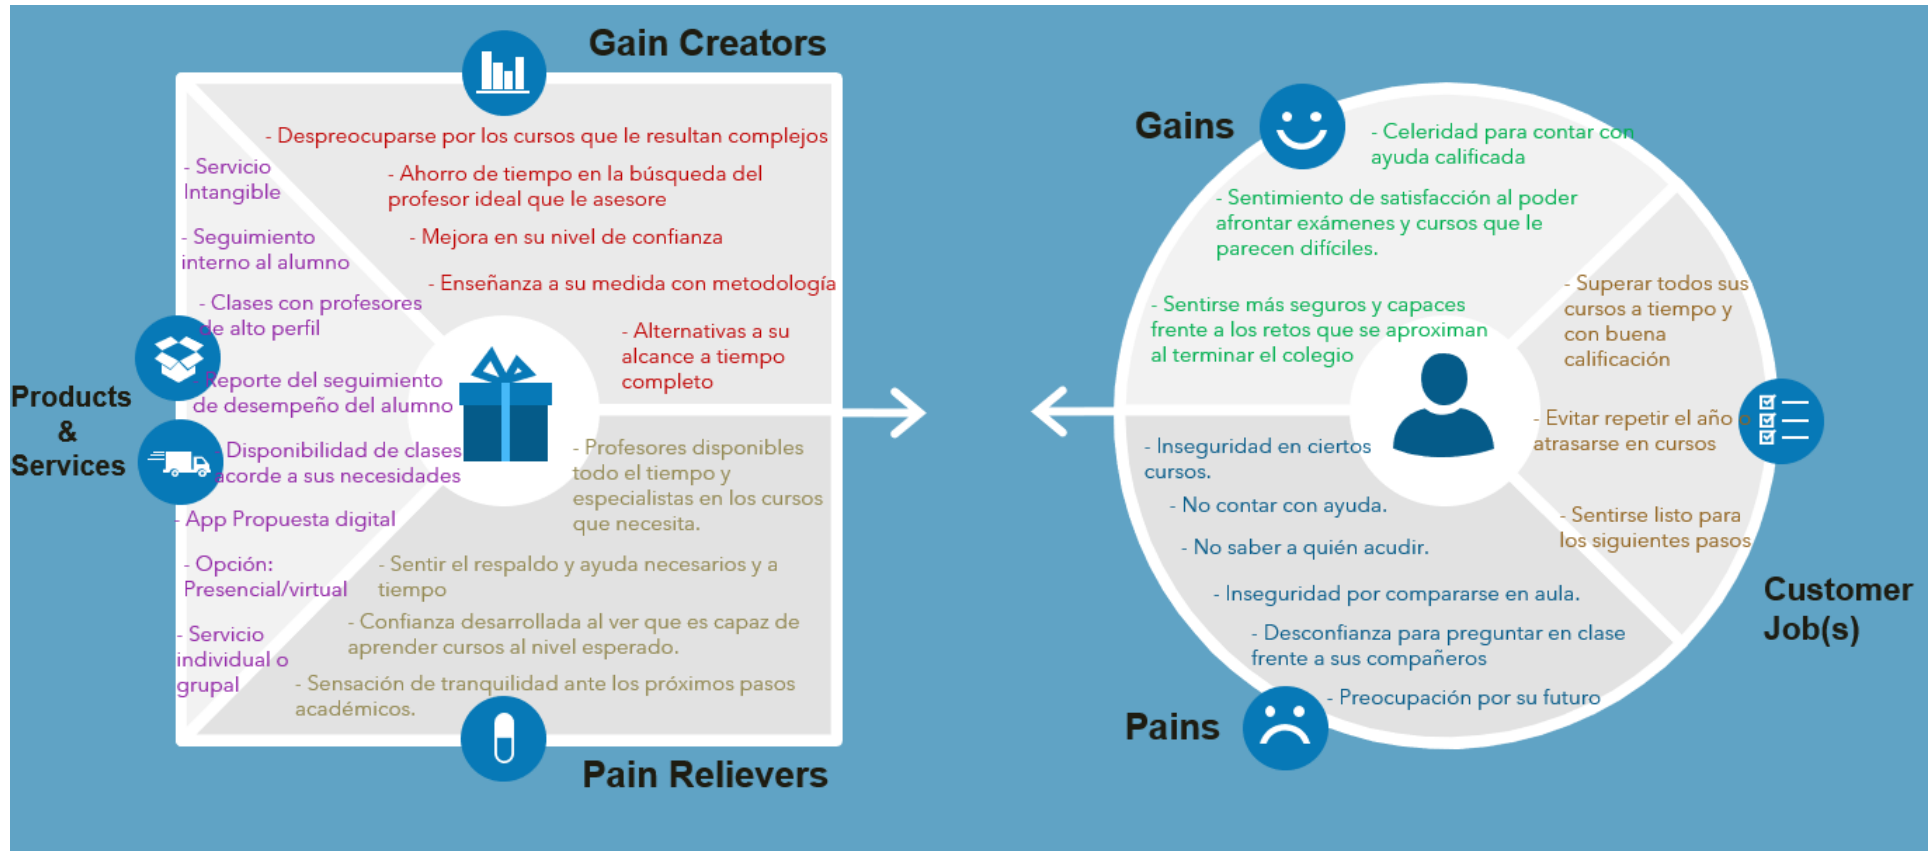 Gain Creators
- Despreocuparse por los cursos que le resultan complejos
- Ahorro de tiempo en la búsqueda del
profesor ideal que le asesore
- Mejora en su nivel de confianza
- Enseñanza a su medida con metodología
- Alternativas a su
alcance a tiempo
completo
Products
&
Services
- Servicio
Intangible
- Seguimiento
interno al alumno
- Clases con profesores
de alto perfil
- Reporte del seguimiento
de desempeño del alumno
- Disponibilidad de clases
acorde a sus necesidades
- App Propuesta digital
- Opción:
Presencial/virtual
- Servicio
individual o
grupal
- Profesores disponibles
todo el tiempo y
especialistas en los cursos
que necesita.
- Sentir el respaldo y ayuda necesarios y a
tiempo
- Confianza desarrollada al ver que es capaz de
aprender cursos al nivel esperado.
- Sensación de tranquilidad ante los próximos pasos
académicos.
Pain Relievers
Gains
- Celeridad para contar con
ayuda calificada
- Sentimiento de satisfacción al poder
afrontar exámenes y cursos que le
parecen difíciles.
- Sentirse más seguros y capaces
frente a los retos que se aproximan
al terminar el colegio
- Superar todos sus
cursos a tiempo y
con buena
calificación
- Evitar repetir el año o
atrasarse en cursos
- Sentirse listo para
los siguientes pasos
Customer
Job(s)
- Inseguridad en ciertos
cursos.
- No contar con ayuda.
- No saber a quién acudir.
- Inseguridad por compararse en aula.
- Desconfianza para preguntar en clase
frente a sus compañeros
- Preocupación por su futuro
Pains